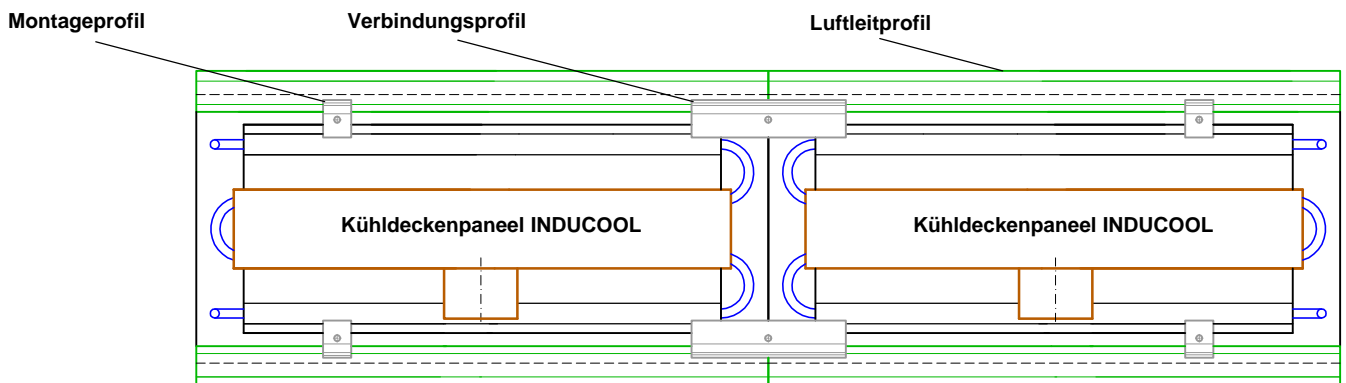 Montageprofil
Verbindungsprofil
Luftleitprofil
Kühldeckenpaneel INDUCOOL
Kühldeckenpaneel INDUCOOL